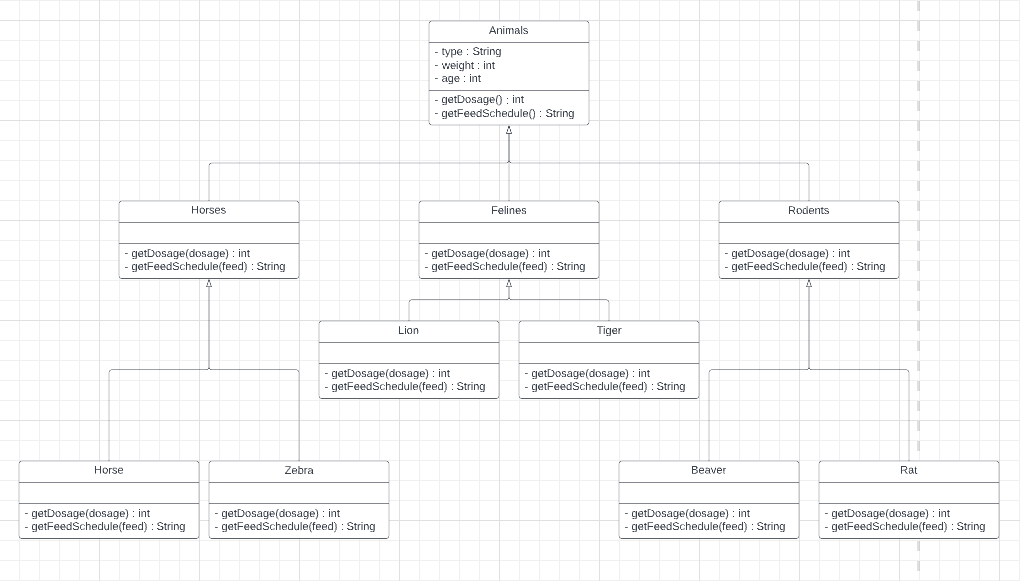 Animals
- type : String
- weight : int
- age : int
- getDosage() : int
- getFeedSchedule() : String
Horses
- getDosage(dosage) : int
- getFeedSchedule(feed) : String
Felines
- getDosage(dosage) : int
- getFeedSchedule(feed) : String
Rodents
- getDosage(dosage) : int
- getFeedSchedule(feed) : String
Lion
- getDosage(dosage) : int
- getFeedSchedule(feed) : String
Tiger
- getDosage(dosage) : int
- getFeedSchedule(feed) : String
Horse
- getDosage(dosage) : int
- getFeedSchedule(feed) : String
Zebra
- getDosage(dosage) : int
- getFeedSchedule(feed) : String
Beaver
- getDosage(dosage) : int
- getFeedSchedule(feed) : String
Rat
- getDosage(dosage) : int
- getFeedSchedule(feed) : String